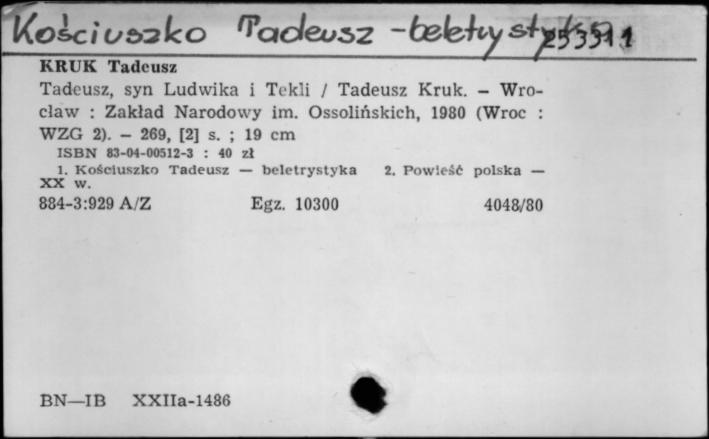 Kościuszko Tadeusz - beletrystyka
KRUK Tadeusz
Tadeusz, syn Ludwika i Tekli / Tadeusz Kruk. — Wro-
cław : Zakład Narodowy im. Ossolińskich, 1980 (Wroc :
WZG 2). — 269, [2] s. ; 19 cm
ISBN 83-04-00512-3 : 40 zł
1. Kościuszko Tadeusz — beletrystyka 2. Powieść polska —
XX w.
884-3:929 A/Z Egz. 10300 4048/80
BN—IB XXIIa-1486